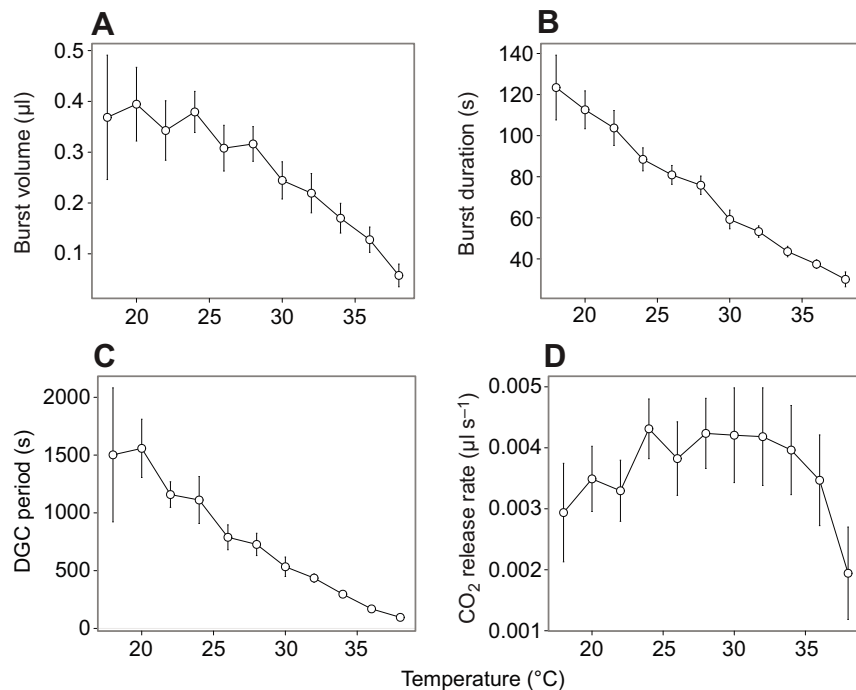 A
Burst volume (µl)
0.5
0.4
0.3
0.2
0.1
20 25 30 35
B
Burst duration (s)
140
120
100
80
60
40
20 25 30 35
C
DGC period (s)
2000
1500
1000
500
0
20 25 30 35
D
CO₂ release rate (µl s⁻¹)
0.005
0.004
0.003
0.002
0.001
20 25 30 35
Temperature (°C)